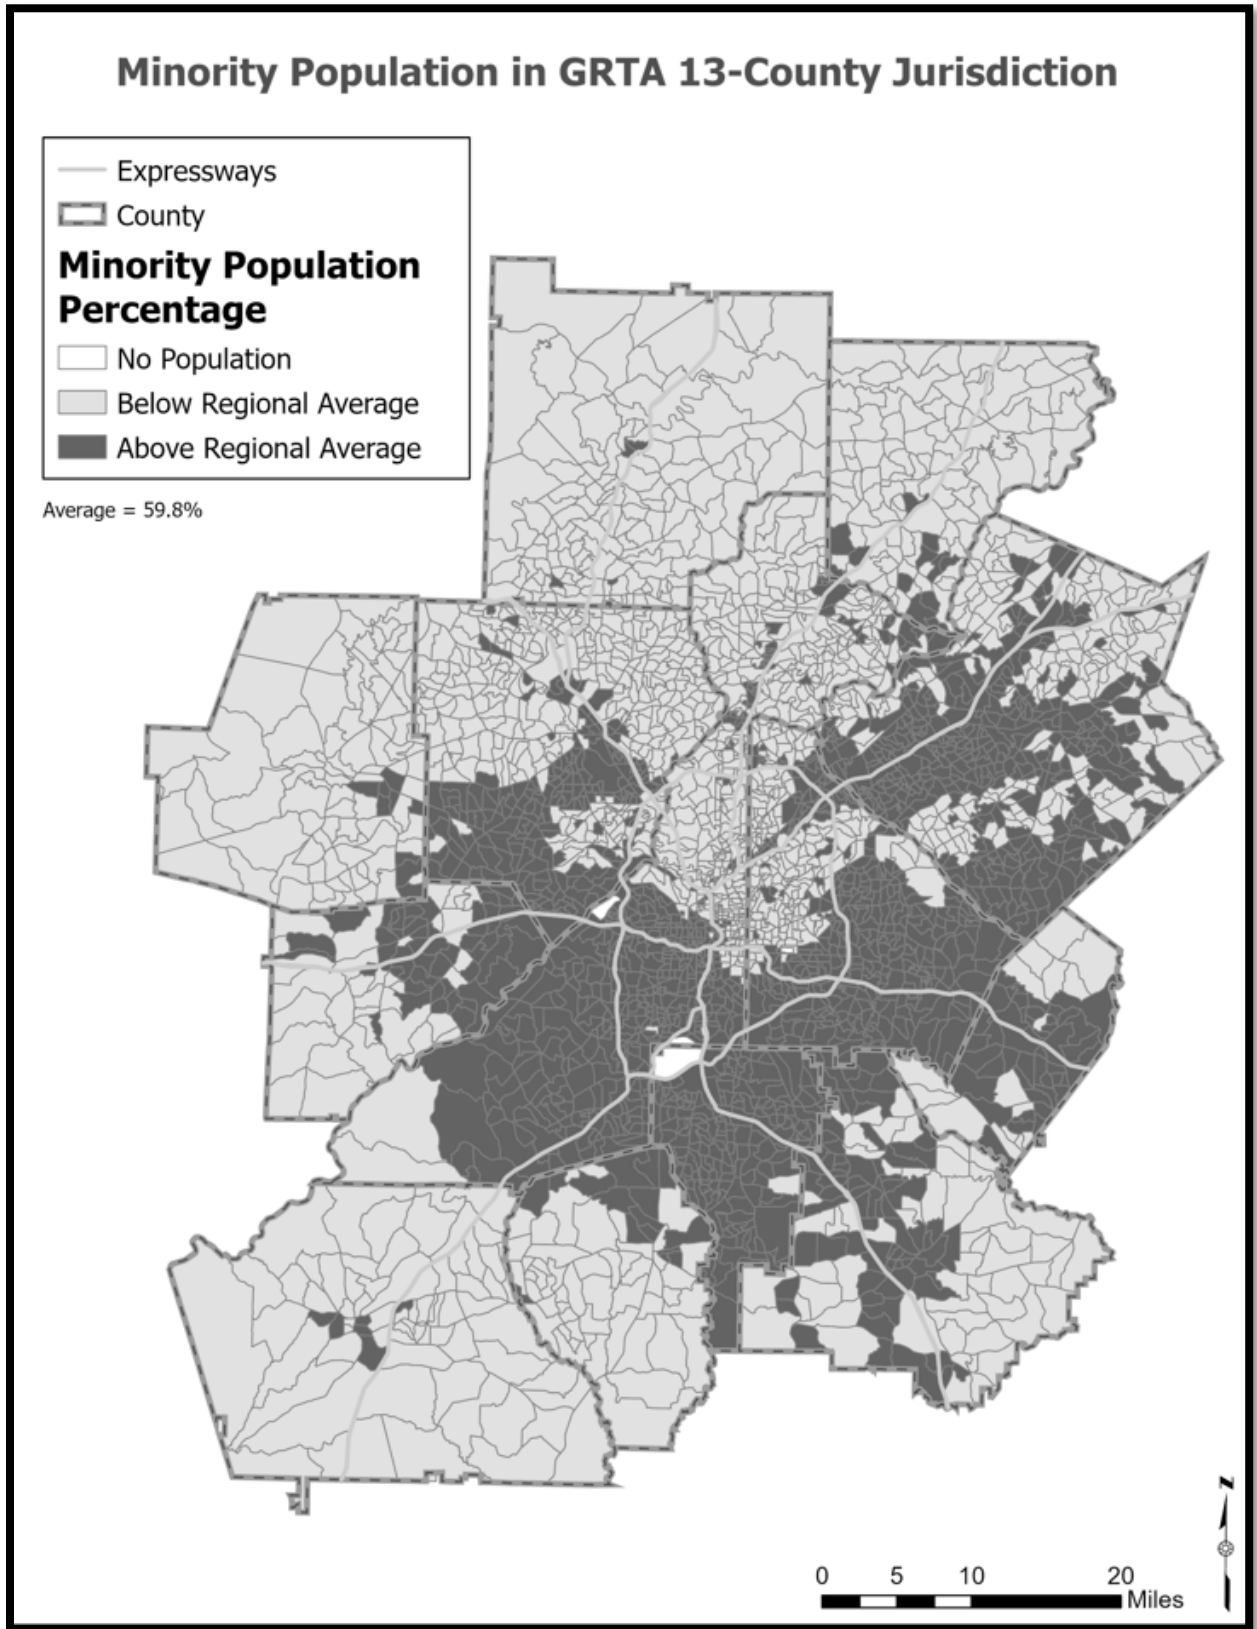 Minority Population in GRTA 13-County Jurisdiction
Expressways
County
Minority Population
Percentage
No Population
Below Regional Average
Above Regional Average
Average = 59.8%
N
0 5 10 20
Miles